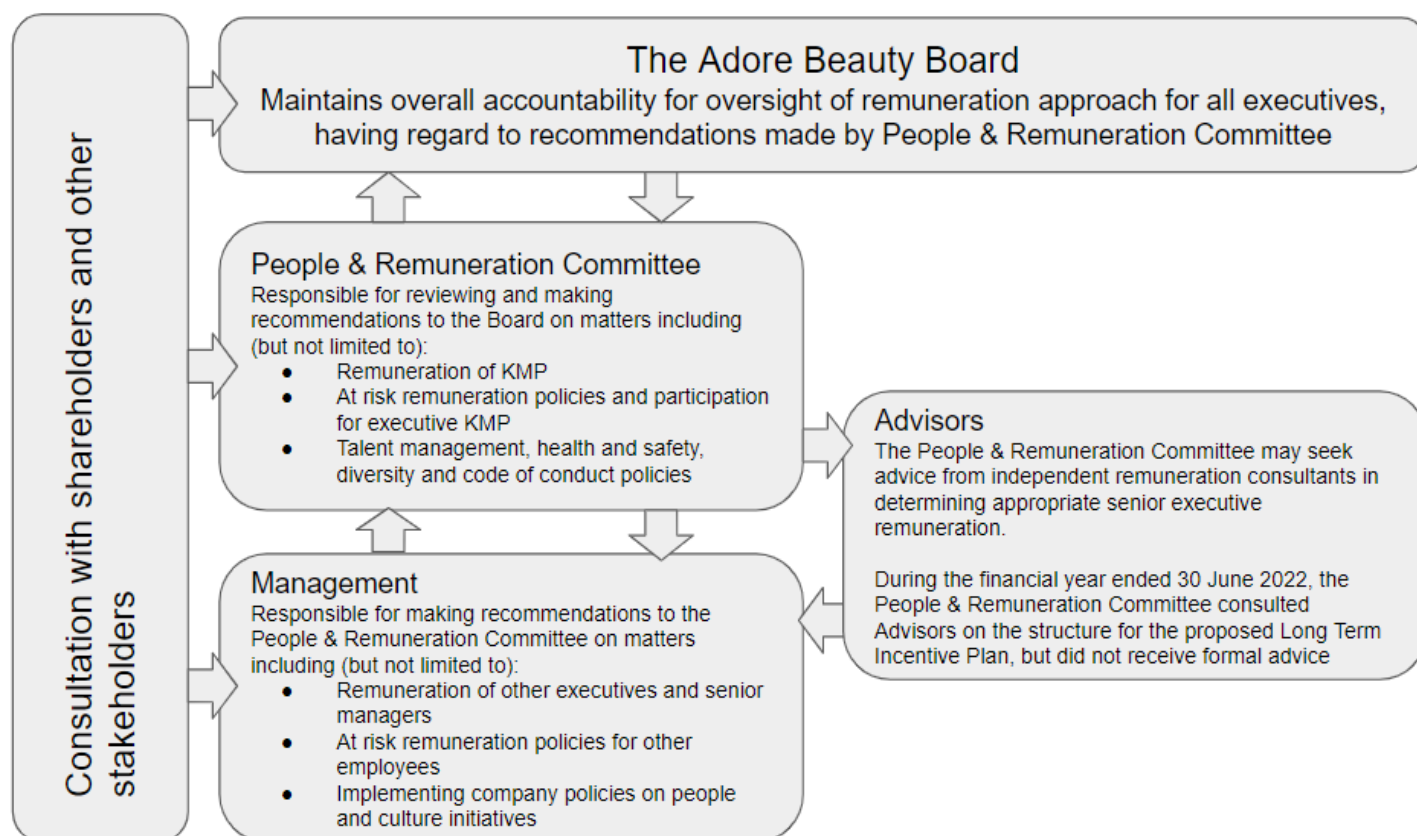 Consultation with shareholders and other
stakeholders
The Adore Beauty Board
Maintains overall accountability for oversight of remuneration approach for all executives,
having regard to recommendations made by People & Remuneration Committee
People & Remuneration Committee
Responsible for reviewing and making
recommendations to the Board on matters including
(but not limited to):
● Remuneration of KMP
● At risk remuneration policies and participation
for executive KMP
● Talent management, health and safety,
diversity and code of conduct policies
Advisors
The People & Remuneration Committee may seek
advice from independent remuneration consultants in
determining appropriate senior executive
remuneration.
During the financial year ended 30 June 2022, the
People & Remuneration Committee consulted
Advisors on the structure for the proposed Long Term
Incentive Plan, but did not receive formal advice
Management
Responsible for making recommendations to the
People & Remuneration Committee on matters
including (but not limited to):
● Remuneration of other executives and senior
managers
● At risk remuneration policies for other
employees
● Implementing company policies on people
and culture initiatives